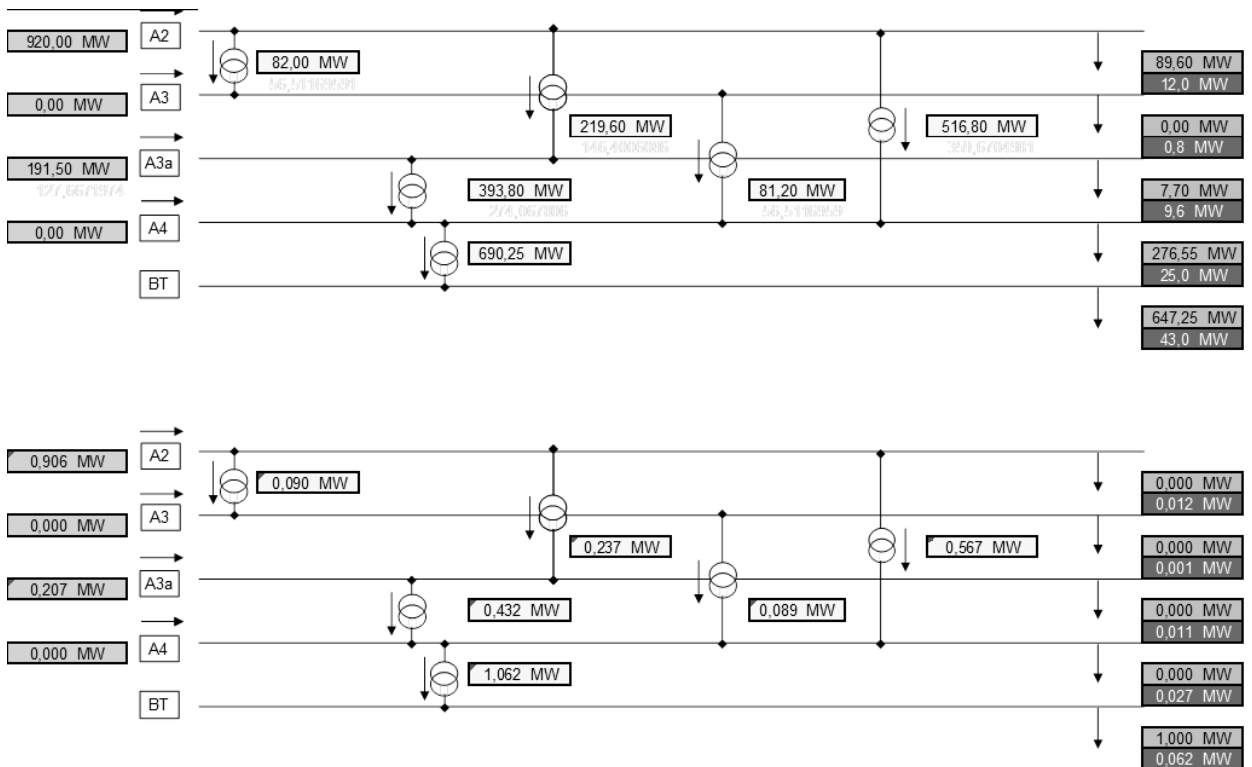 A2
920,00 MW
82,00 MW
89,60 MW
12,0 MW
A3
0,00 MW
219,60 MW
516,80 MW
0,00 MW
0,8 MW
A3a
191,50 MW
393,80 MW
81,20 MW
7,70 MW
9,6 MW
A4
0,00 MW
690,25 MW
276,55 MW
25,0 MW
BT
647,25 MW
43,0 MW
A2
0,906 MW
0,090 MW
0,000 MW
0,012 MW
A3
0,000 MW
0,237 MW
0,567 MW
0,000 MW
0,001 MW
A3a
0,207 MW
0,432 MW
0,089 MW
0,000 MW
0,011 MW
A4
0,000 MW
1,062 MW
0,000 MW
0,027 MW
BT
1,000 MW
0,062 MW